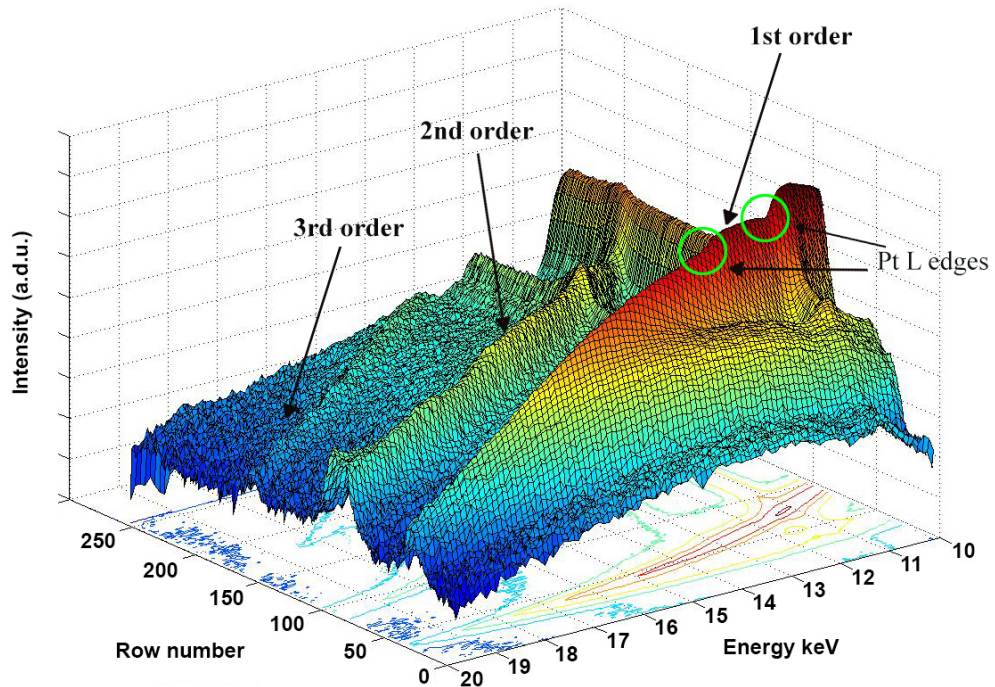 1st order
2nd order
3rd order
Pt L edges
Intensity (a.d.u.)
250
200
150
100
50
0
Row number
20
19
18
17
16
15
14
13
12
11
10
Energy keV